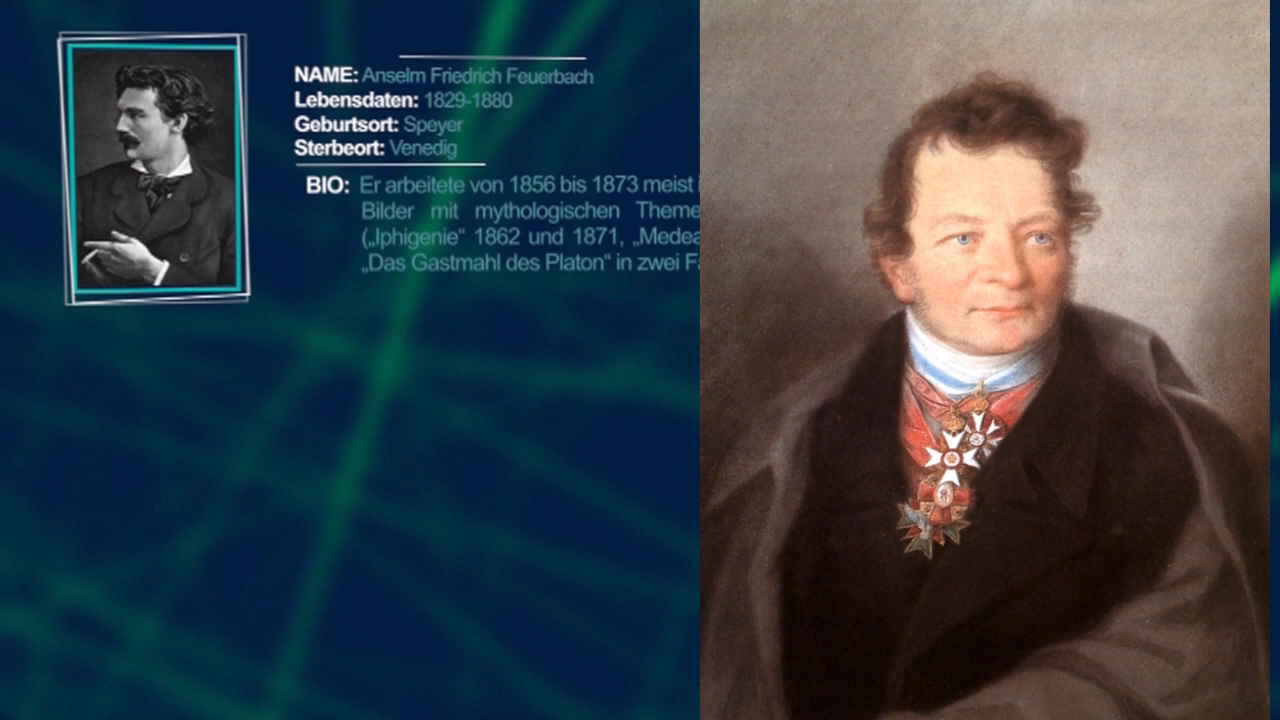 NAME: Anselm Friedrich Feuerbach
Lebensdaten: 1829-1880
Geburtsort: Speyer
Sterbeort: Venedig
BIO: Er arbeitete von 1856 bis 1873 meist
Bilder mit mythologischen Theme
(„Iphigenie“ 1862 und 1871, „Medea
„Das Gastmahl des Platon“ in zwei F